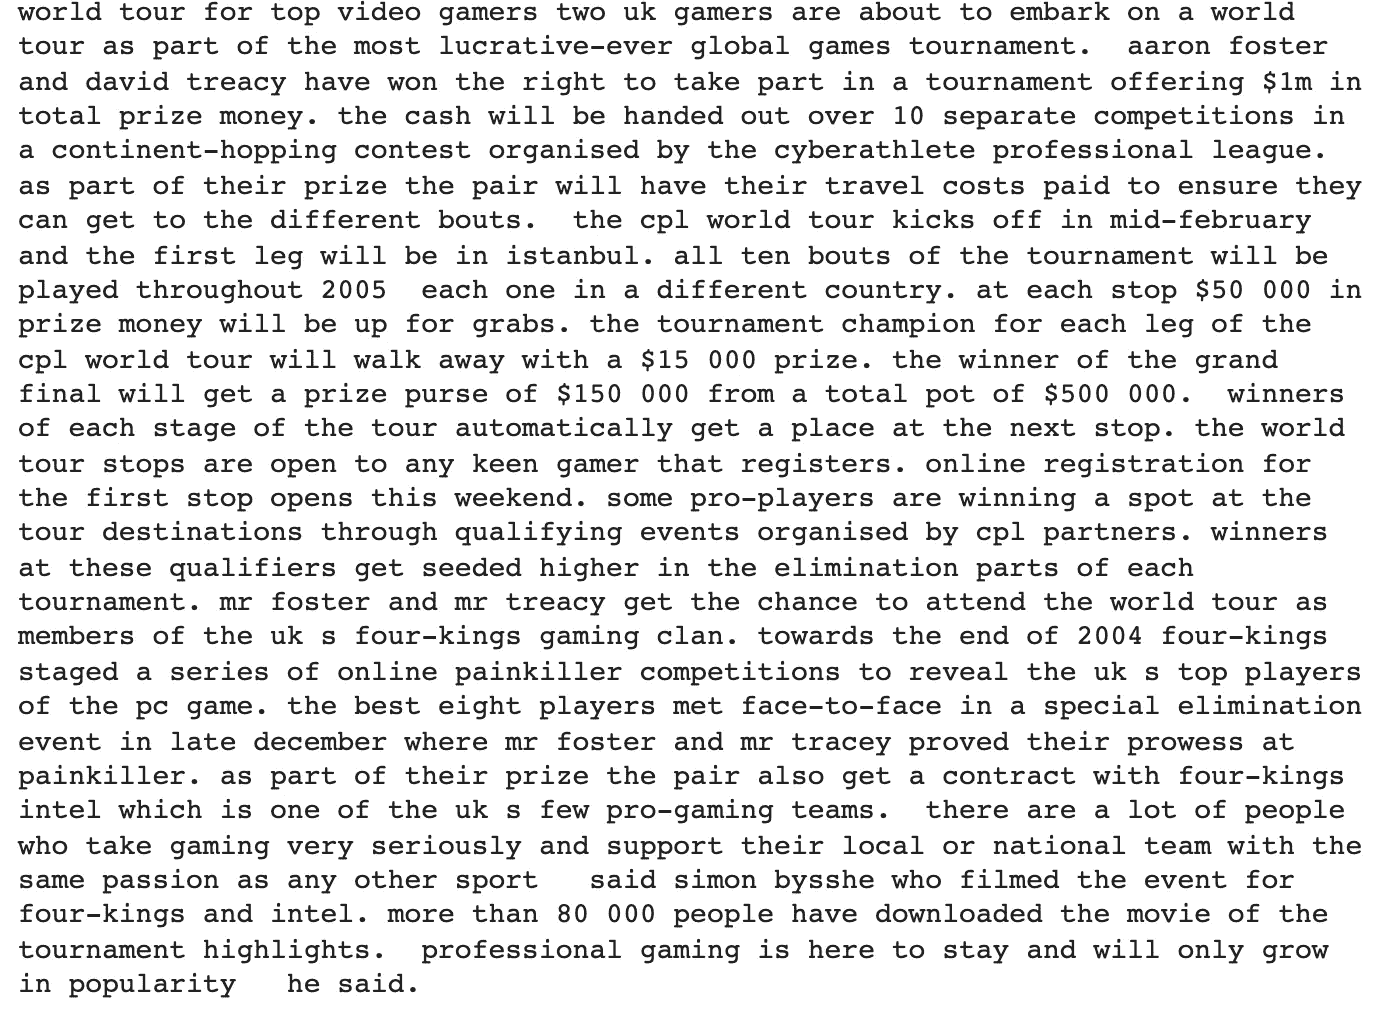 world tour for top video gamers two uk gamers are about to embark on a world
tour as part of the most lucrative-ever global games tournament.  aaron foster
and david treacy have won the right to take part in a tournament offering $1m in
total prize money. the cash will be handed out over 10 separate competitions in
a continent-hopping contest organised by the cyberathlete professional league.
as part of their prize the pair will have their travel costs paid to ensure they
can get to the different bouts.  the cpl world tour kicks off in mid-february
and the first leg will be in istanbul. all ten bouts of the tournament will be
played throughout 2005  each one in a different country. at each stop $50 000 in
prize money will be up for grabs. the tournament champion for each leg of the
cpl world tour will walk away with a $15 000 prize. the winner of the grand
final will get a prize purse of $150 000 from a total pot of $500 000.  winners
of each stage of the tour automatically get a place at the next stop. the world
tour stops are open to any keen gamer that registers. online registration for
the first stop opens this weekend. some pro-players are winning a spot at the
tour destinations through qualifying events organised by cpl partners. winners
at these qualifiers get seeded higher in the elimination parts of each
tournament. mr foster and mr treacy get the chance to attend the world tour as
members of the uk s four-kings gaming clan. towards the end of 2004 four-kings
staged a series of online painkiller competitions to reveal the uk s top players
of the pc game. the best eight players met face-to-face in a special elimination
event in late december where mr foster and mr tracey proved their prowess at
painkiller. as part of their prize the pair also get a contract with four-kings
intel which is one of the uk s few pro-gaming teams.  there are a lot of people
who take gaming very seriously and support their local or national team with the
same passion as any other sport   said simon bysshe who filmed the event for
four-kings and intel. more than 80 000 people have downloaded the movie of the
tournament highlights.  professional gaming is here to stay and will only grow
in popularity   he said.